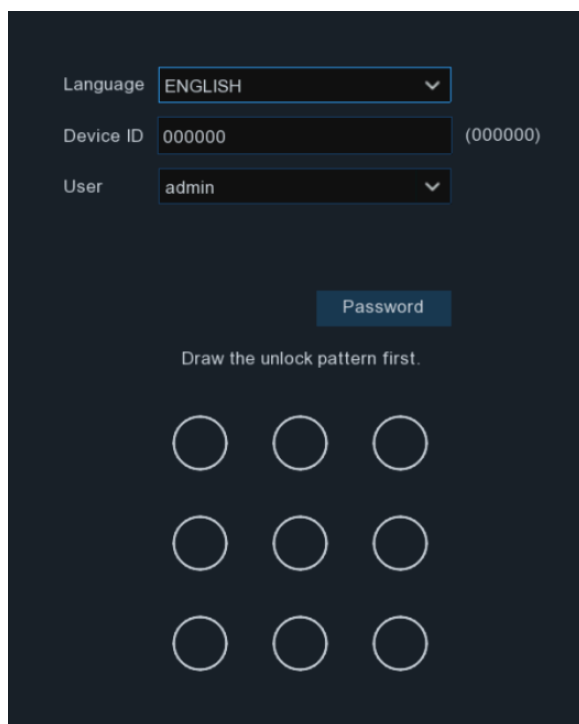 Language ENGLISH
Device ID 000000 (000000)
User admin
Password
Draw the unlock pattern first.